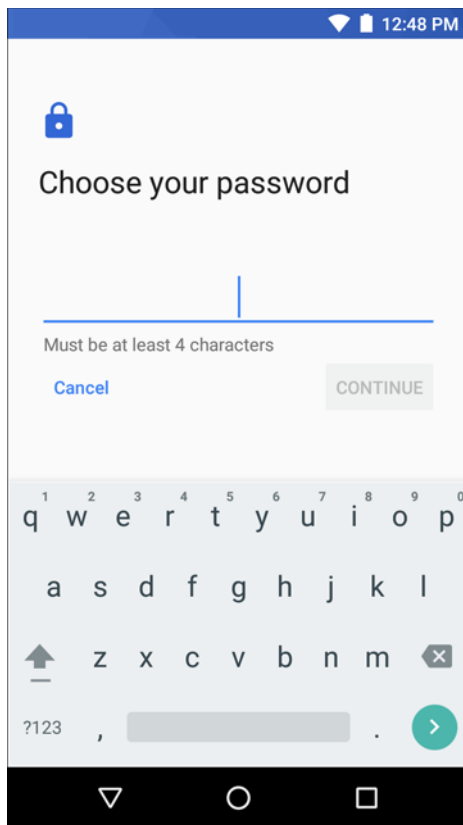 12:48 PM
Choose your password
Must be at least 4 characters
Cancel CONTINUE
1 2 3 4 5 6 7 8 9 0
q w e r t y u i o p
a s d f g h j k l
z x c v b n m
?123 , .